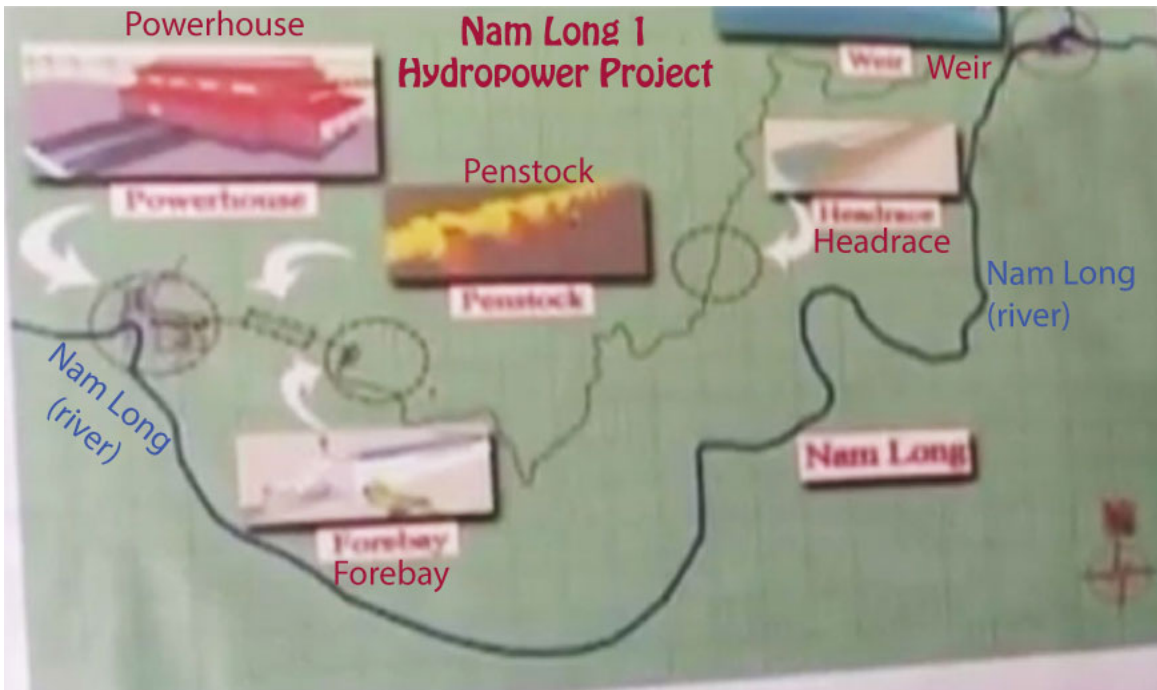 Powerhouse
Nam Long 1
Hydropower Project
Weir
Weir
Powerhouse
Penstock
Penstock
Headrace
Headrace
Nam Long
(river)
Nam Long
(river)
Nam Long
Forebay
Forebay
N